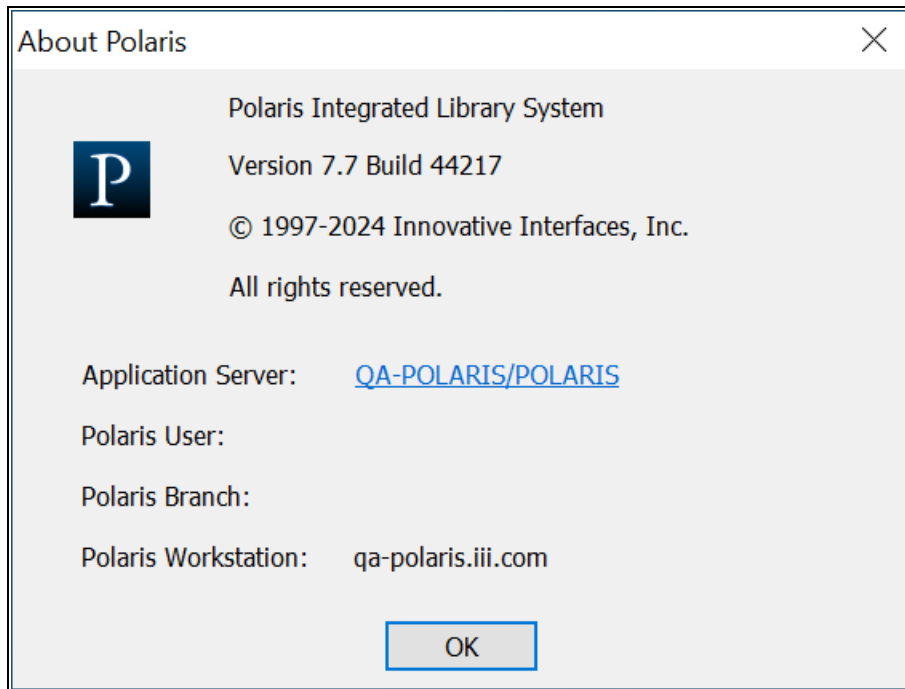 About Polaris
P
Polaris Integrated Library System
Version 7.7 Build 44217
© 1997-2024 Innovative Interfaces, Inc.
All rights reserved.
Application Server: QA-POLARIS/POLARIS
Polaris User:
Polaris Branch:
Polaris Workstation: qa-polaris.iii.com
OK